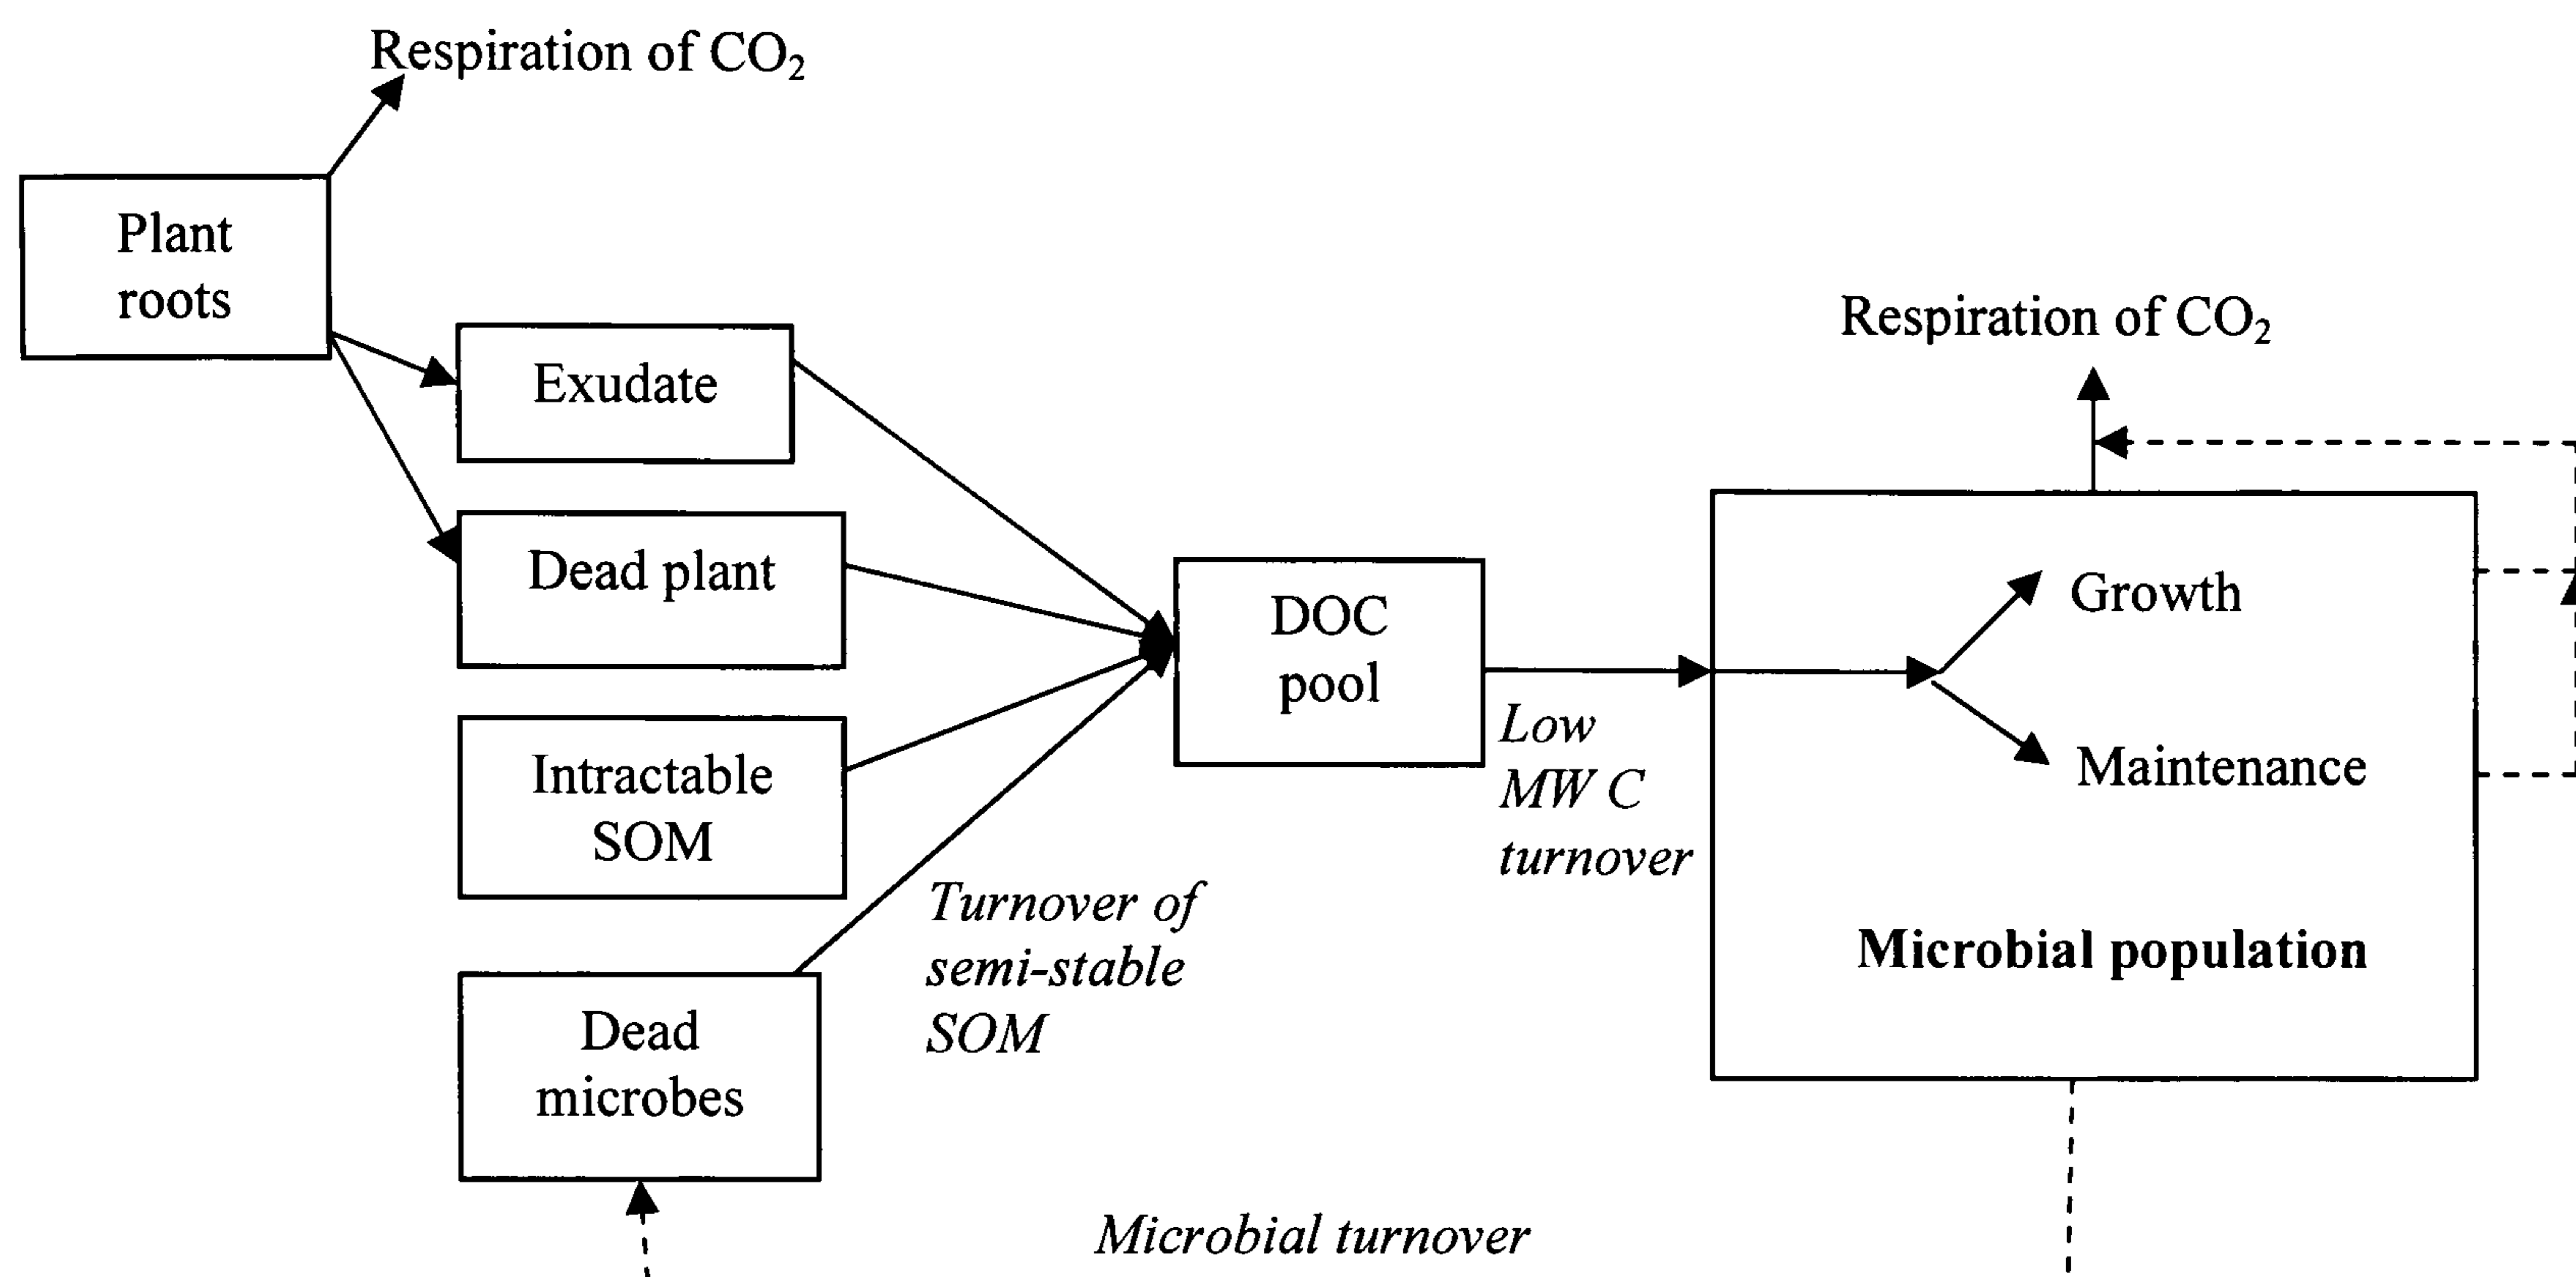 Respiration of CO₂
Plant
roots
Exudate
Dead plant
Intractable
SOM
Dead
microbes
Turnover of
semi-stable
SOM
DOC
pool
Low
MW C
turnover
Respiration of CO₂
Growth
Maintenance
Microbial population
Microbial turnover